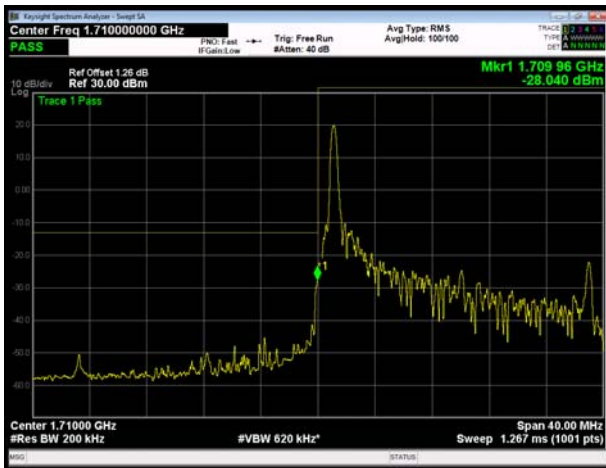 Keysight Spectrum Analyzer - Swept SA
Center Freq 1.710000000 GHz
PASS
PNO: Fast
IFGain:Low
Trig: Free Run
#Atten: 40 dB
Avg Type: RMS
Avg|Hold: 100/100
TRACE 1 2 3 4 5 6
TYPE A WWWWW
DET A N N N N N
Mkr1 1.709 96 GHz
-28.040 dBm
Ref Offset 1.26 dB
10 dB/div Ref 30.00 dBm
Log
Trace 1 Pass
20.0
10.0
0.00
-10.0
-20.0
-30.0
-40.0
-50.0
-60.0
1
Center 1.71000 GHz
Span 40.00 MHz
#Res BW 200 kHz
#VBW 620 kHz*
Sweep 1.267 ms (1001 pts)
MSG
STATUS